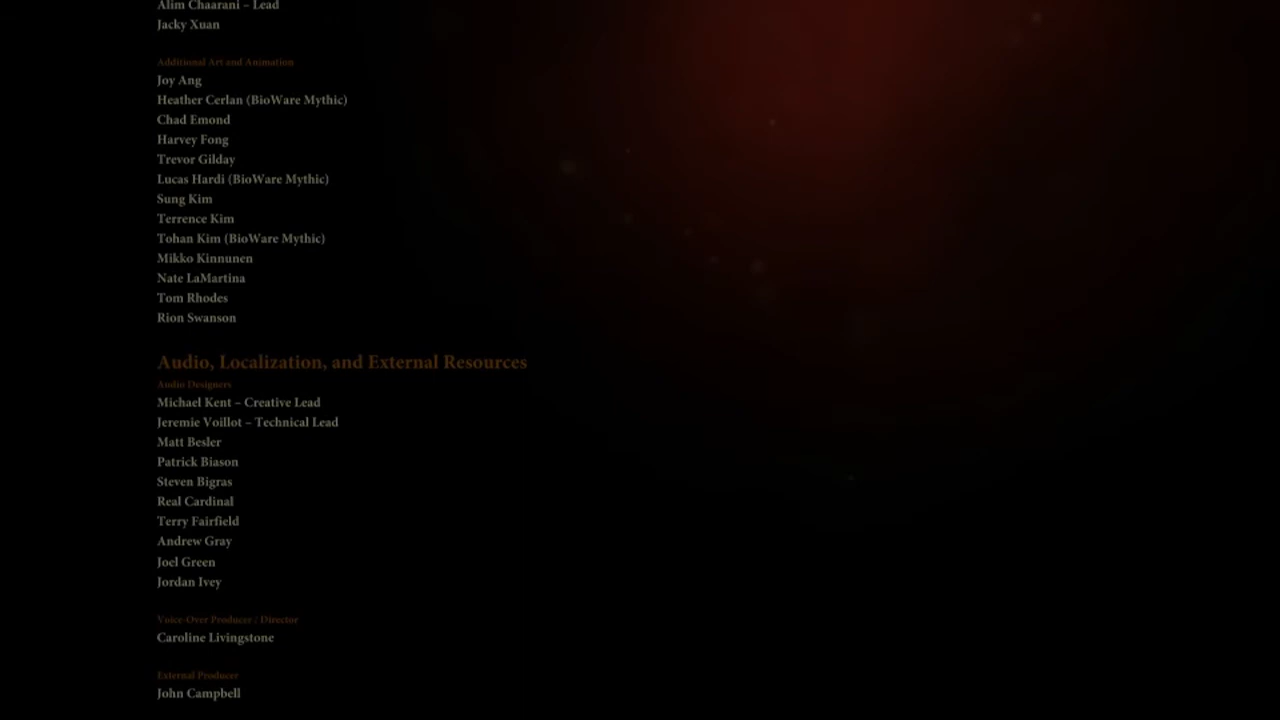 Alim Chaarani – Lead
Jacky Xuan
Additional Art and Animation
Joy Ang
Heather Cerlan (BioWare Mythic)
Chad Emond
Harvey Fong
Trevor Gilday
Lucas Hardi (BioWare Mythic)
Sung Kim
Terrence Kim
Tohan Kim (BioWare Mythic)
Mikko Kinnunen
Nate LaMartina
Tom Rhodes
Rion Swanson
Audio, Localization, and External Resources
Audio Designers
Michael Kent – Creative Lead
Jeremie Voillot – Technical Lead
Matt Besler
Patrick Biason
Steven Bigras
Real Cardinal
Terry Fairfield
Andrew Gray
Joel Green
Jordan Ivey
Voice-Over Producer / Director
Caroline Livingstone
External Producer
John Campbell